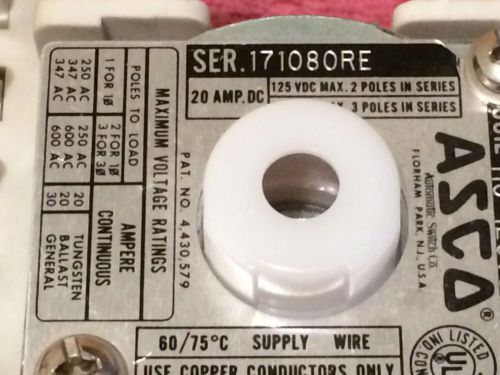 SER.171080RE
20 AMP. DC
125 VDC MAX. 2 POLES IN SERIES
MAX. 3 POLES IN SERIES
MAXIMUM VOLTAGE RATINGS
POLES TO LOAD
1 FOR 1Ø
2 FOR 1Ø
3 FOR 3Ø
AMPERE
CONTINUOUS
250 AC
250 AC
20 TUNGSTEN
347 AC
600 AC
20 BALLAST
347 AC
600 AC
30 GENERAL
PAT. NO. 4,430,579
ASCO®
Automatic Switch Co.
FLORHAM PARK, N.J., U.S.A.
60/75°C SUPPLY WIRE
USE COPPER CONDUCTORS ONLY
LISTED
UL